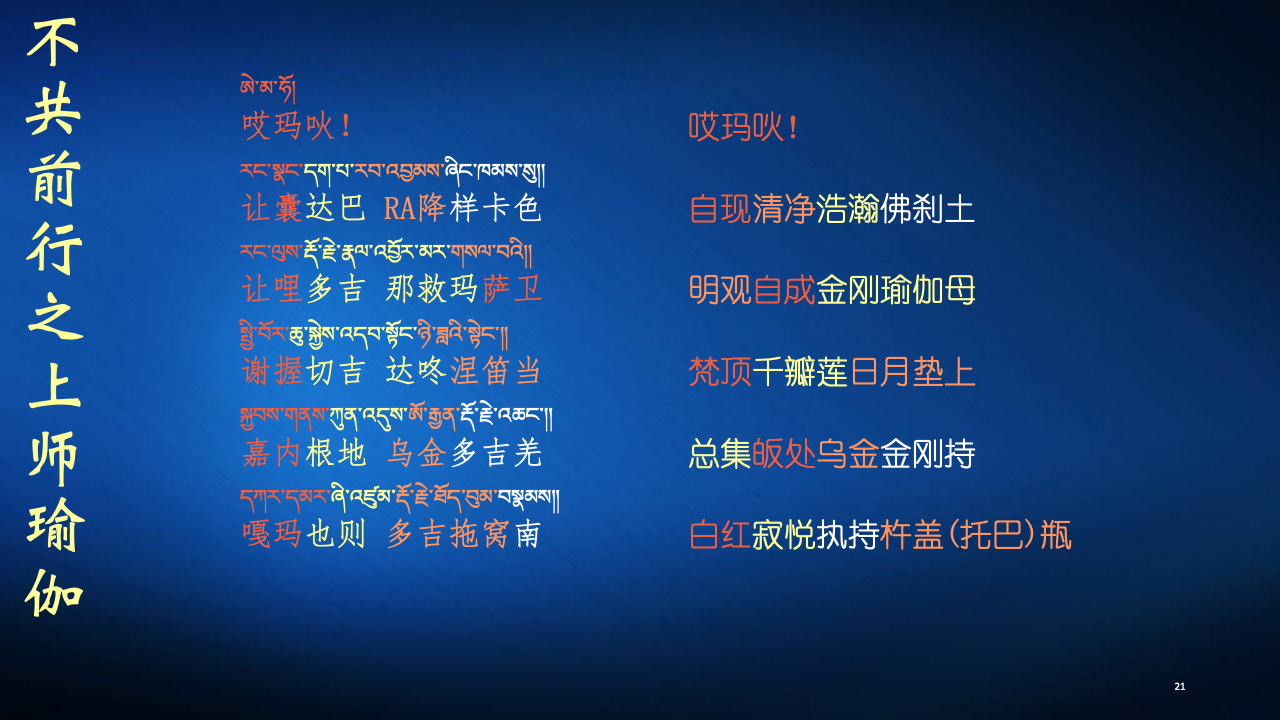 不共前行之上师瑜伽
ཨེ་མ་ཧོ།
哎玛吙！
哎玛吙！
རང་སྣང་དག་པ་རབ་འབྱམས་ཞིང་ཁམས་སུ།།
让囊达巴 RA降样卡色
自现清净浩瀚佛刹土
རང་ལུས་རྡོ་རྗེ་རྣལ་འབྱོར་མར་གསལ་བའི།།
让哩多吉 那救玛萨卫
明观自成金刚瑜伽母
སྤྱི་བོར་ཆུ་སྐྱེས་འདབ་སྟོང་ཉི་ཟླའི་སྟེང་།།
谢握切吉 达咚涅笛当
梵顶千瓣莲日月垫上
སྐྱབས་གནས་ཀུན་འདུས་ཨོ་རྒྱན་རྡོ་རྗེ་འཆང་།།
嘉内根地 乌金多吉羌
总集皈处乌金金刚持
དཀར་དམར་ཞི་འཛུམ་རྡོ་རྗེ་ཐོད་བུམ་བསྣམས།།
嘎玛也则 多吉拖窝南
白红寂悦执持杵盖(托巴)瓶
21